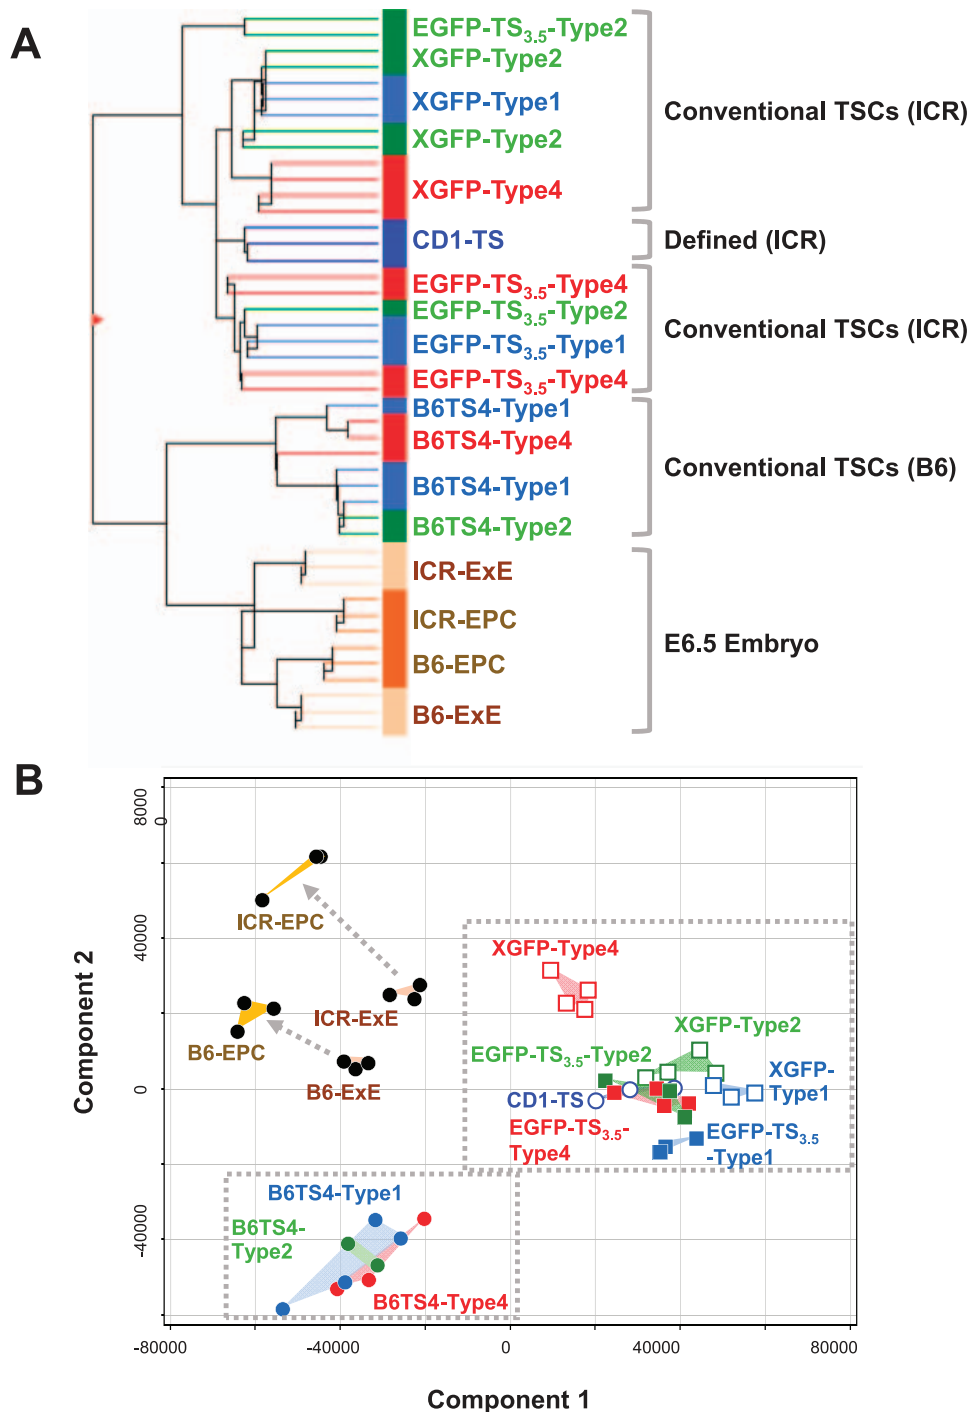 A
EGFP-TS3.5-Type2
XGFP-Type2
XGFP-Type1
XGFP-Type2
XGFP-Type4
CD1-TS
EGFP-TS3.5-Type4
EGFP-TS3.5-Type2
EGFP-TS3.5-Type1
EGFP-TS3.5-Type4
B6TS4-Type1
B6TS4-Type4
B6TS4-Type1
B6TS4-Type2
ICR-ExE
ICR-EPC
B6-EPC
B6-ExE
Conventional TSCs (ICR)
Defined (ICR)
Conventional TSCs (ICR)
Conventional TSCs (B6)
E6.5 Embryo
B
Component 2
8000
0
40000
0
-40000
ICR-EPC
ICR-ExE
B6-EPC
B6-ExE
XGFP-Type4
XGFP-Type2
EGFP-TS3.5-Type2
XGFP-
Type1
CD1-TS
EGFP-TS3.5-
Type4
EGFP-TS3.5
-Type1
B6TS4-Type1
B6TS4-
Type2
B6TS4-Type4
-80000
-40000
0
40000
80000
Component 1